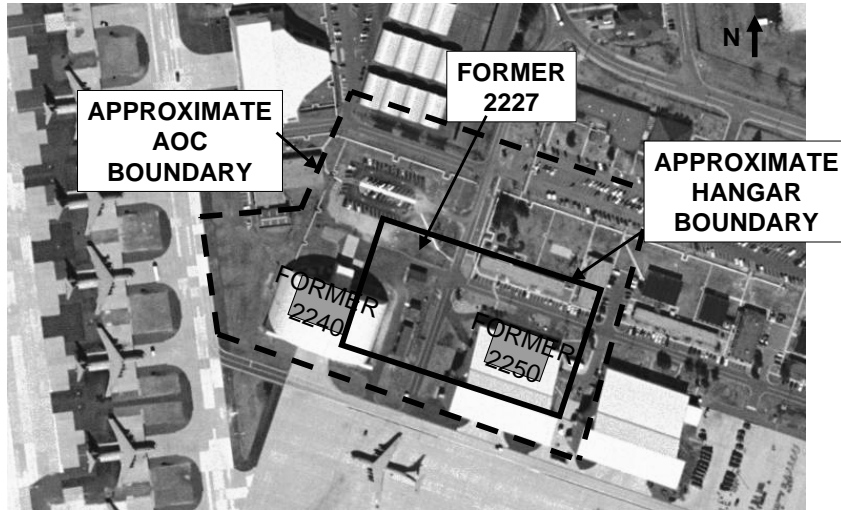 N
FORMER
2227
APPROXIMATE
AOC
BOUNDARY
APPROXIMATE
HANGAR
BOUNDARY
FORMER
2240
FORMER
2250